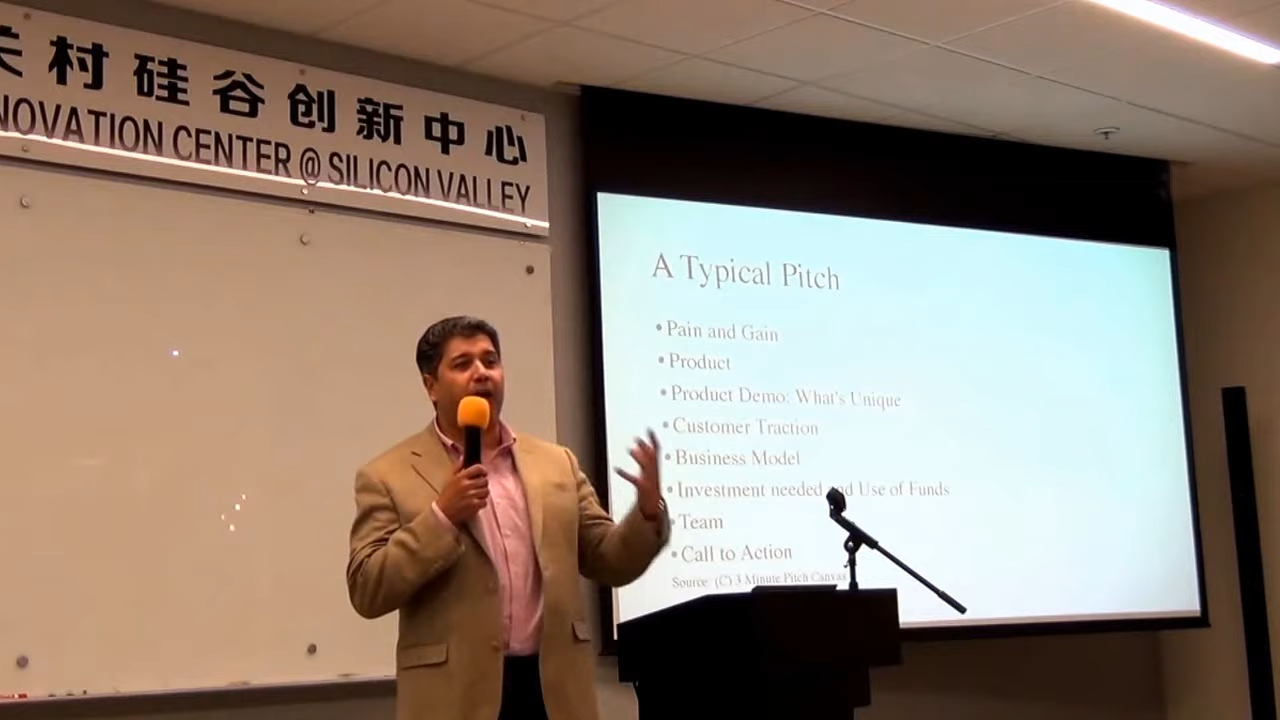 村硅谷创新中心
NOVATION CENTER @ SILICON VALLEY
A Typical Pitch
• Pain and Gain
• Product
• Product Demo: What's Unique
• Customer Traction
• Business Model
• Investment needed and Use of Funds
• Team
• Call to Action
Source: (C) 3 Minute Pitch Canvas